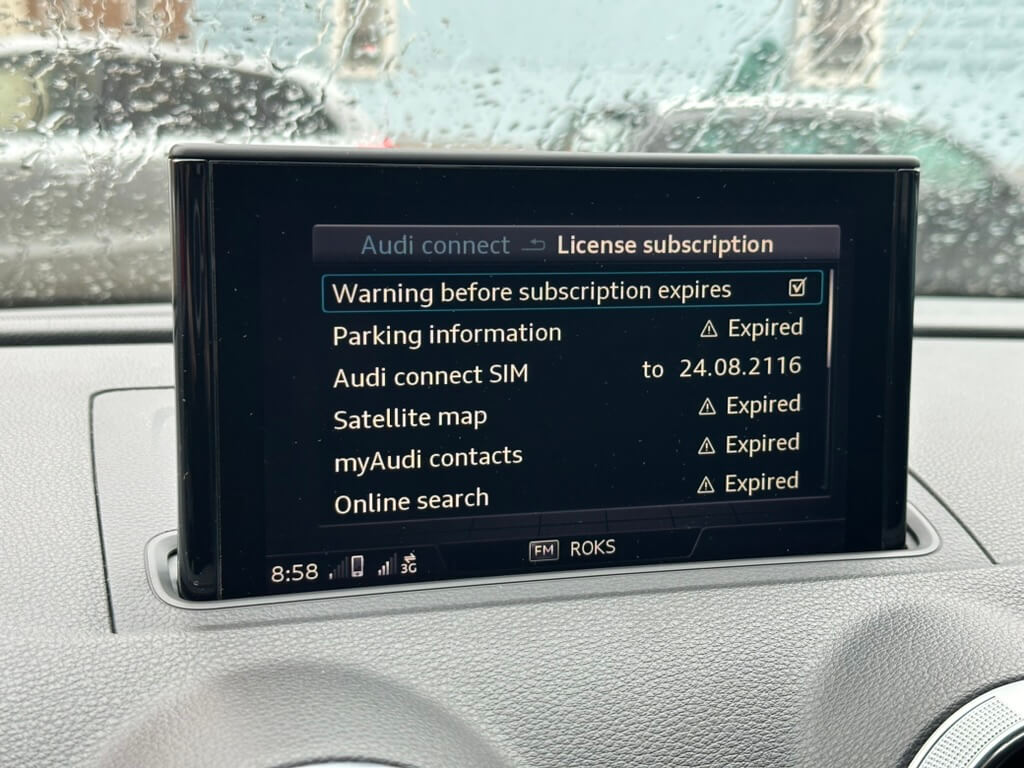 Audi connect License subscription
Warning before subscription expires
Parking information Expired
Audi connect SIM to 24.08.2116
Satellite map Expired
myAudi contacts Expired
Online search Expired
8:58 3G FM ROKS